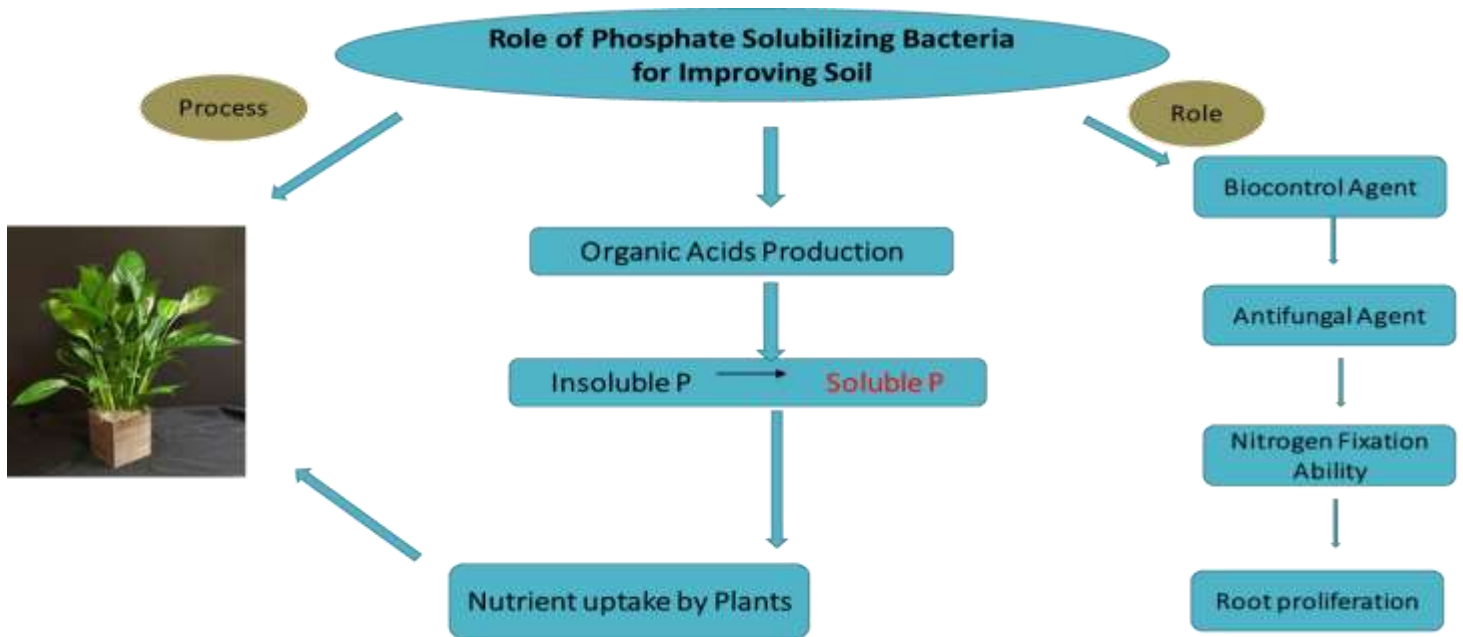 Role of Phosphate Solubilizing Bacteria
for Improving Soil
Process
Role
Biocontrol Agent
Organic Acids Production
Antifungal Agent
Insoluble P
Soluble P
Nitrogen Fixation
Ability
Nutrient uptake by Plants
Root proliferation